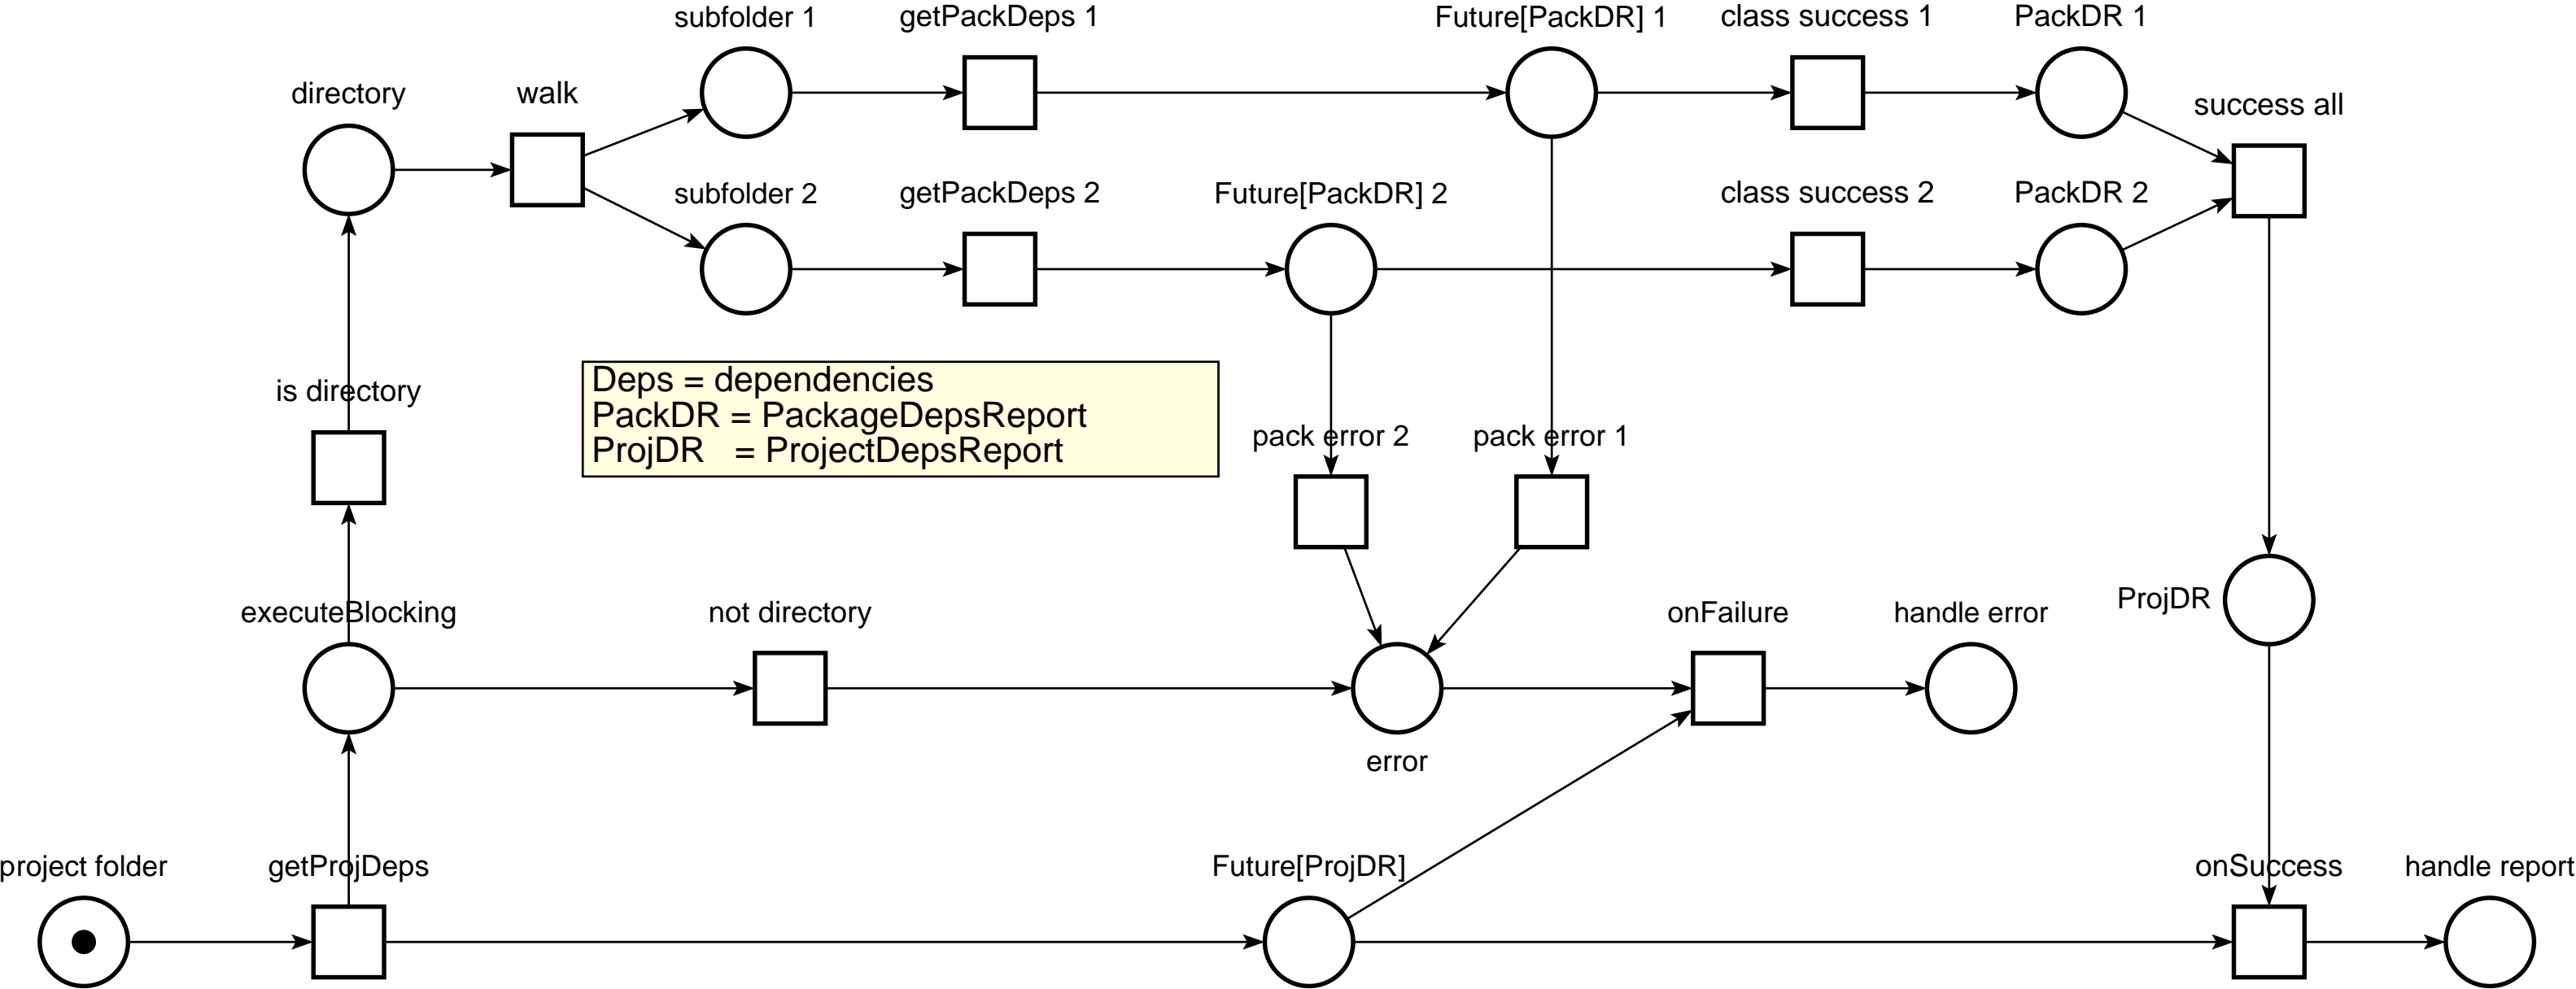 subfolder 1
getPackDeps 1
Future[PackDR] 1
class success 1
PackDR 1
directory
walk
success all
subfolder 2
getPackDeps 2
Future[PackDR] 2
class success 2
PackDR 2
is directory
Deps = dependencies
PackDR = PackageDepsReport
ProjDR = ProjectDepsReport
pack error 2
pack error 1
executeBlocking
not directory
onFailure
handle error
ProjDR
error
project folder
getProjDeps
Future[ProjDR]
onSuccess
handle report